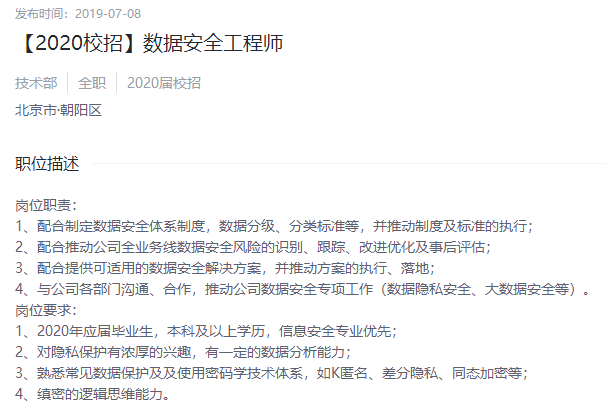 发布时间：2019-07-08
【2020校招】数据安全工程师
技术部 全职 2020届校招
北京市·朝阳区
职位描述
岗位职责：
1、配合制定数据安全体系制度，数据分级、分类标准等，并推动制度及标准的执行；
2、配合推动公司全业务线数据安全风险的识别、跟踪、改进优化及事后评估；
3、配合提供可适用的数据安全解决方案，并推动方案的执行、落地；
4、与公司各部门沟通、合作，推动公司数据安全专项工作（数据隐私安全、大数据安全等）。
岗位要求：
1、2020年应届毕业生，本科及以上学历，信息安全专业优先；
2、对隐私保护有浓厚的兴趣，有一定的数据分析能力；
3、熟悉常见数据保护及及使用密码学技术体系，如K匿名、差分隐私、同态加密等；
4、缜密的逻辑思维能力。